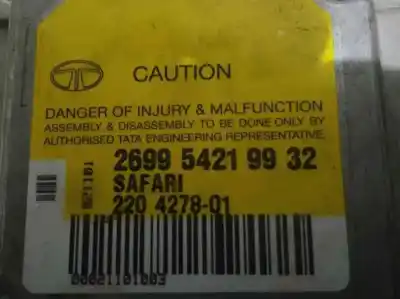 CAUTION
DANGER OF INJURY & MALFUNCTION
ASSEMBLY & DISASSEMBLY TO BE DONE ONLY BY
AUTHORISED TATA ENGINEERING REPRESENTATIVE.
2699 5421 99 32
SAFARI
220 4278-01
00021101003